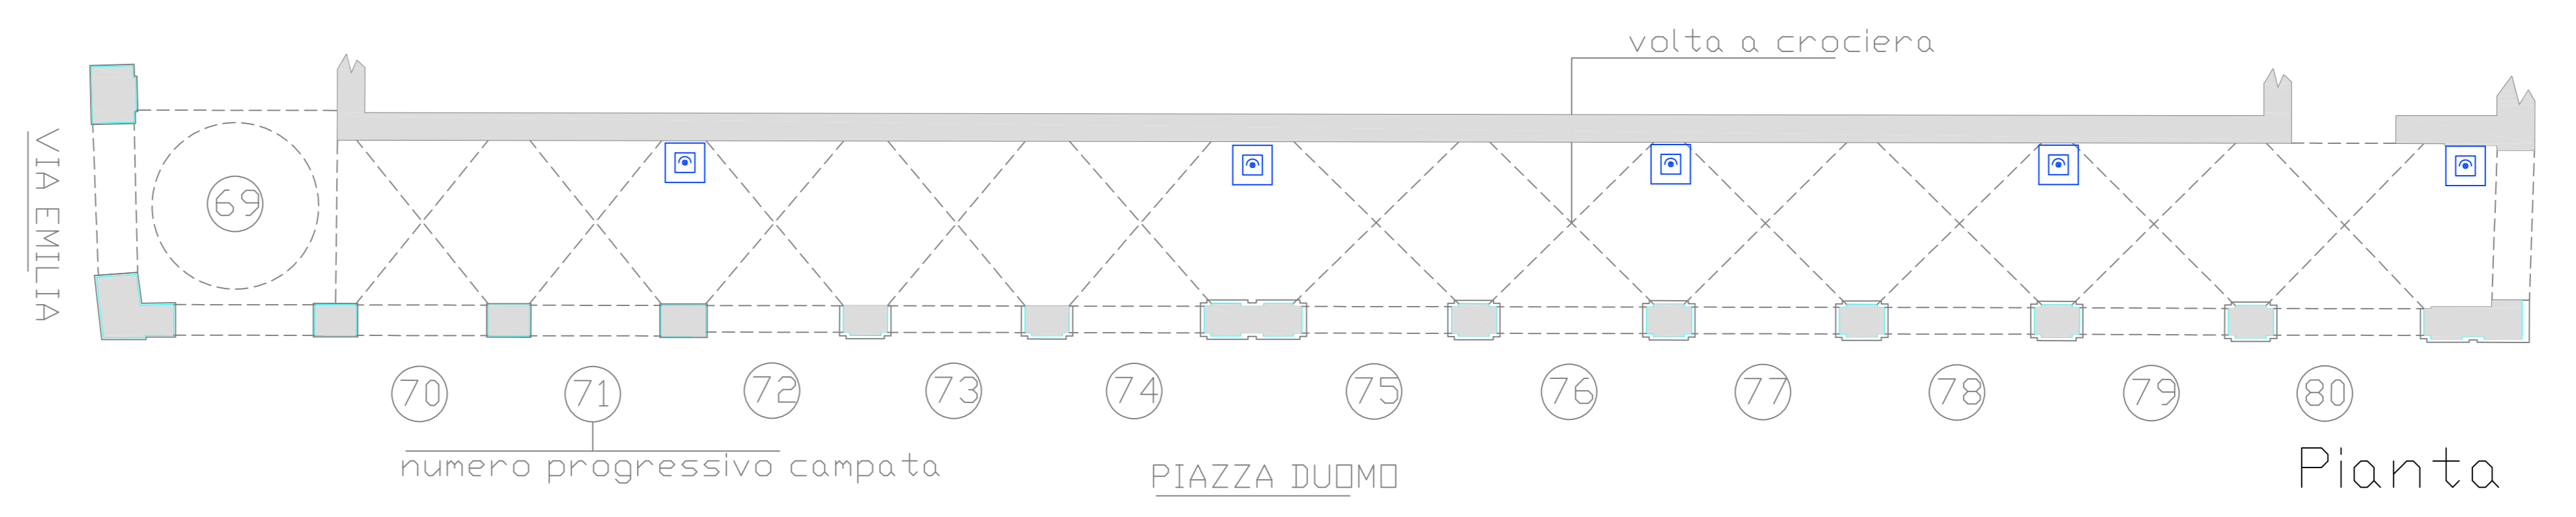 volta a crociera
VIA EMILIA
69
70
71
72
73
74
75
76
77
78
79
80
numero progressivo campata
PIAZZA DUOMO
Pianta